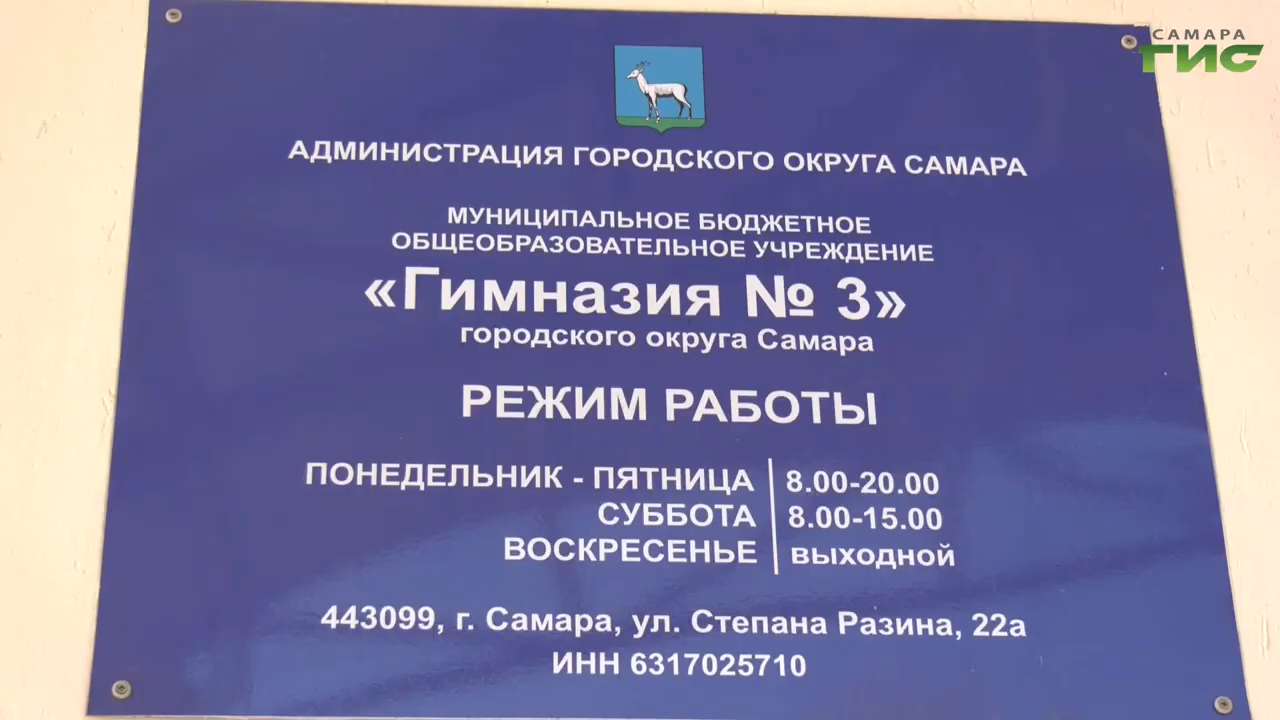 САМАРА
ГИС
АДМИНИСТРАЦИЯ ГОРОДСКОГО ОКРУГА САМАРА
МУНИЦИПАЛЬНОЕ БЮДЖЕТНОЕ
ОБЩЕОБРАЗОВАТЕЛЬНОЕ УЧРЕЖДЕНИЕ
«Гимназия № 3»
городского округа Самара
РЕЖИМ РАБОТЫ
ПОНЕДЕЛЬНИК - ПЯТНИЦА 8.00-20.00
СУББОТА 8.00-15.00
ВОСКРЕСЕНЬЕ выходной
443099, г. Самара, ул. Степана Разина, 22а
ИНН 6317025710